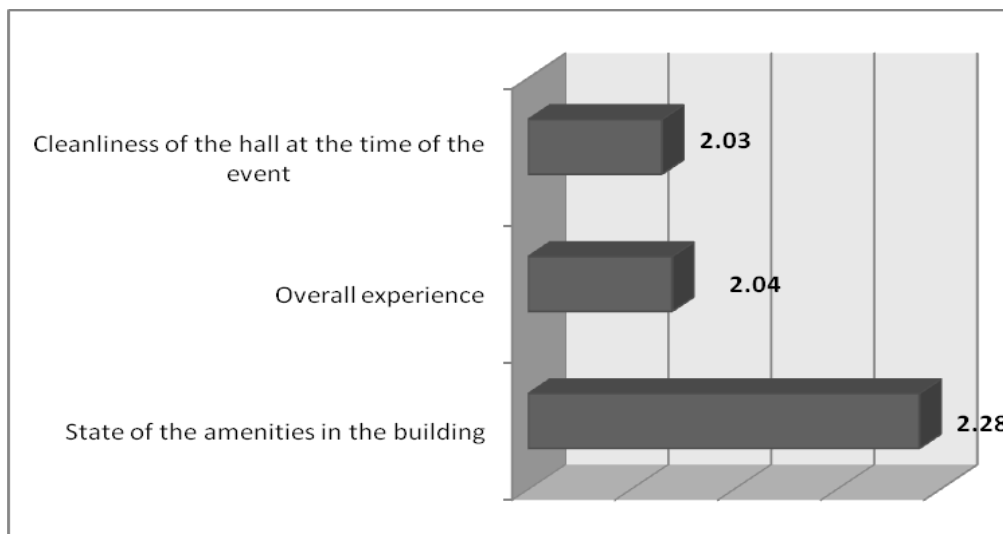 Cleanliness of the hall at the time of the
event
2.03
Overall experience
2.04
State of the amenities in the building
2.28